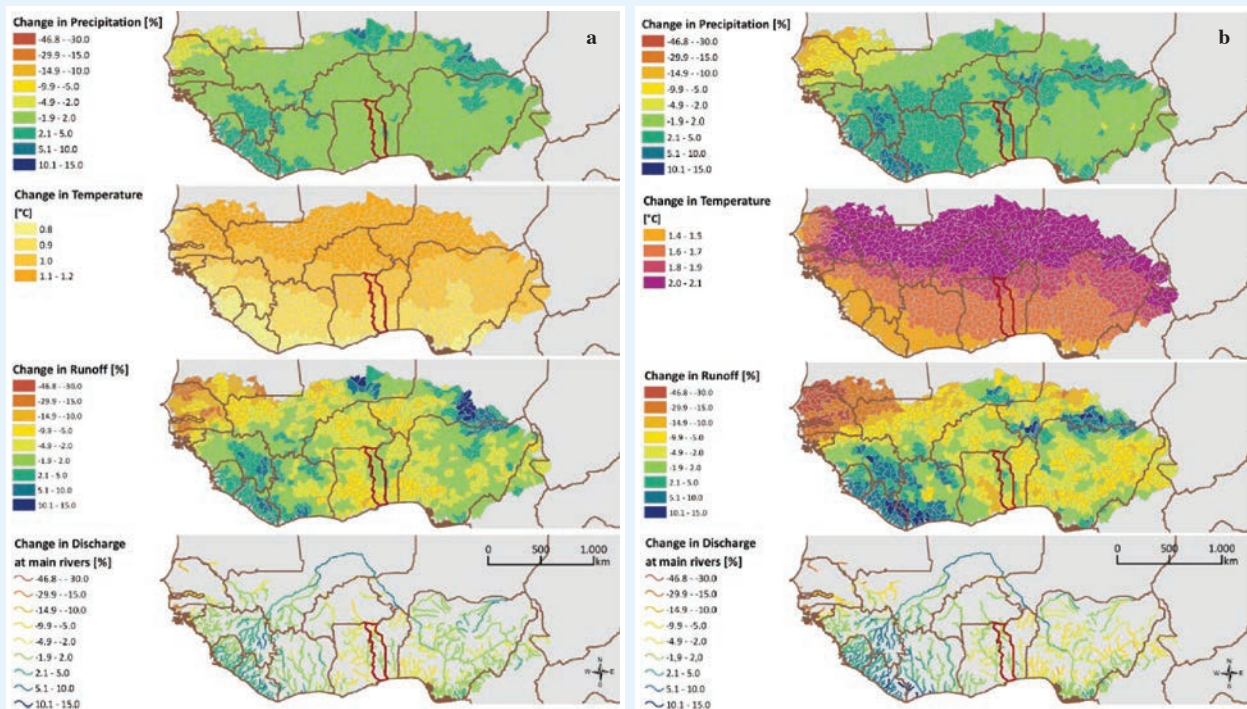 a
Change in Precipitation [%]
-46.8 - -30.0
-29.9 - -15.0
-14.9 - -10.0
-9.9 - -5.0
-4.9 - -2.0
-1.9 - 2.0
2.1 - 5.0
5.1 - 10.0
10.1 - 15.0
Change in Temperature
[°C]
0.8
0.9
1.0
1.1 - 1.2
Change in Runoff [%]
-46.8 - -30.0
-29.9 - -15.0
-14.9 - -10.0
-9.9 - -5.0
-4.9 - -2.0
-1.9 - 2.0
2.1 - 5.0
5.1 - 10.0
10.1 - 15.0
Change in Discharge
at main rivers [%]
-46.8 - -30.0
-29.9 - -15.0
-14.9 - -10.0
-9.9 - -5.0
-4.9 - -2.0
-1.9 - 2.0
2.1 - 5.0
5.1 - 10.0
10.1 - 15.0
0 500 1,000
km
N
W E
S
b
Change in Precipitation [%]
-46.8 - -30.0
-29.9 - -15.0
-14.9 - -10.0
-9.9 - -5.0
-4.9 - -2.0
-1.9 - 2.0
2.1 - 5.0
5.1 - 10.0
10.1 - 15.0
Change in Temperature
[°C]
1.4 - 1.5
1.6 - 1.7
1.8 - 1.9
2.0 - 2.1
Change in Runoff [%]
-46.8 - -30.0
-29.9 - -15.0
-14.9 - -10.0
-9.9 - -5.0
-4.9 - -2.0
-1.9 - 2.0
2.1 - 5.0
5.1 - 10.0
10.1 - 15.0
Change in Discharge
at main rivers [%]
-46.8 - -30.0
-29.9 - -15.0
-14.9 - -10.0
-9.9 - -5.0
-4.9 - -2.0
-1.9 - 2,0
2.1 - 5.0
5.1 - 10.0
10.1 - 15.0
0 500 1,000
km
N
W E
S